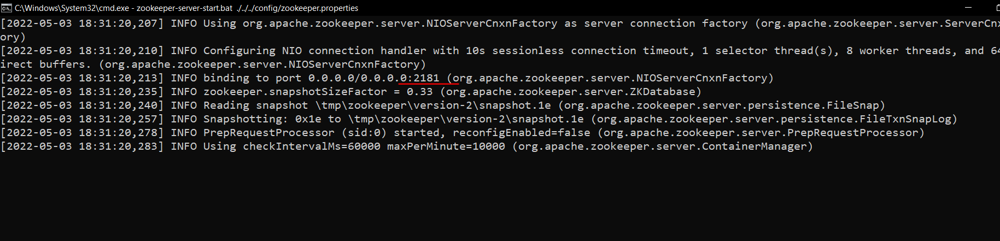 C:\Windows\System32\cmd.exe - zookeeper-server-start.bat ./../../config/zookeeper.properties
[2022-05-03 18:31:20,207] INFO Using org.apache.zookeeper.server.NIOServerCnxnFactory as server connection factory (org.apache.zookeeper.server.ServerCnx
ory)
[2022-05-03 18:31:20,210] INFO Configuring NIO connection handler with 10s sessionless connection timeout, 1 selector thread(s), 8 worker threads, and 64
irect buffers. (org.apache.zookeeper.server.NIOServerCnxnFactory)
[2022-05-03 18:31:20,213] INFO binding to port 0.0.0.0/0.0.0.0:2181 (org.apache.zookeeper.server.NIOServerCnxnFactory)
[2022-05-03 18:31:20,235] INFO zookeeper.snapshotSizeFactor = 0.33 (org.apache.zookeeper.server.ZKDatabase)
[2022-05-03 18:31:20,240] INFO Reading snapshot \tmp\zookeeper\version-2\snapshot.1e (org.apache.zookeeper.server.persistence.FileSnap)
[2022-05-03 18:31:20,257] INFO Snapshotting: 0x1e to \tmp\zookeeper\version-2\snapshot.1e (org.apache.zookeeper.server.persistence.FileTxnSnapLog)
[2022-05-03 18:31:20,278] INFO PrepRequestProcessor (sid:0) started, reconfigEnabled=false (org.apache.zookeeper.server.PrepRequestProcessor)
[2022-05-03 18:31:20,283] INFO Using checkIntervalMs=60000 maxPerMinute=10000 (org.apache.zookeeper.server.ContainerManager)